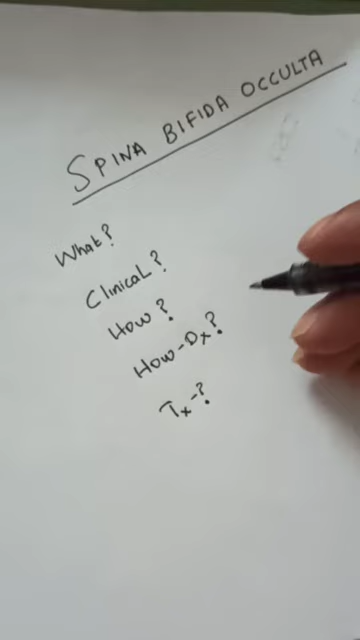 SPINA BIFIDA OCCULTA
What?
Clinical?
How?
How-Dx?
Tx-?